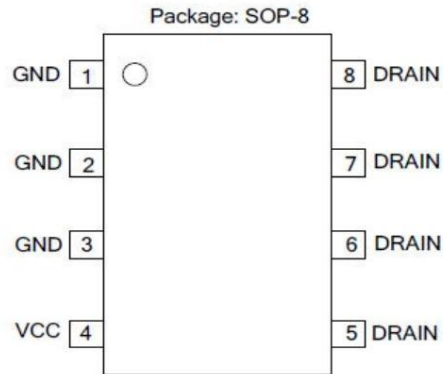 Package: SOP-8
GND 1 8 DRAIN
GND 2 7 DRAIN
GND 3 6 DRAIN
VCC 4 5 DRAIN